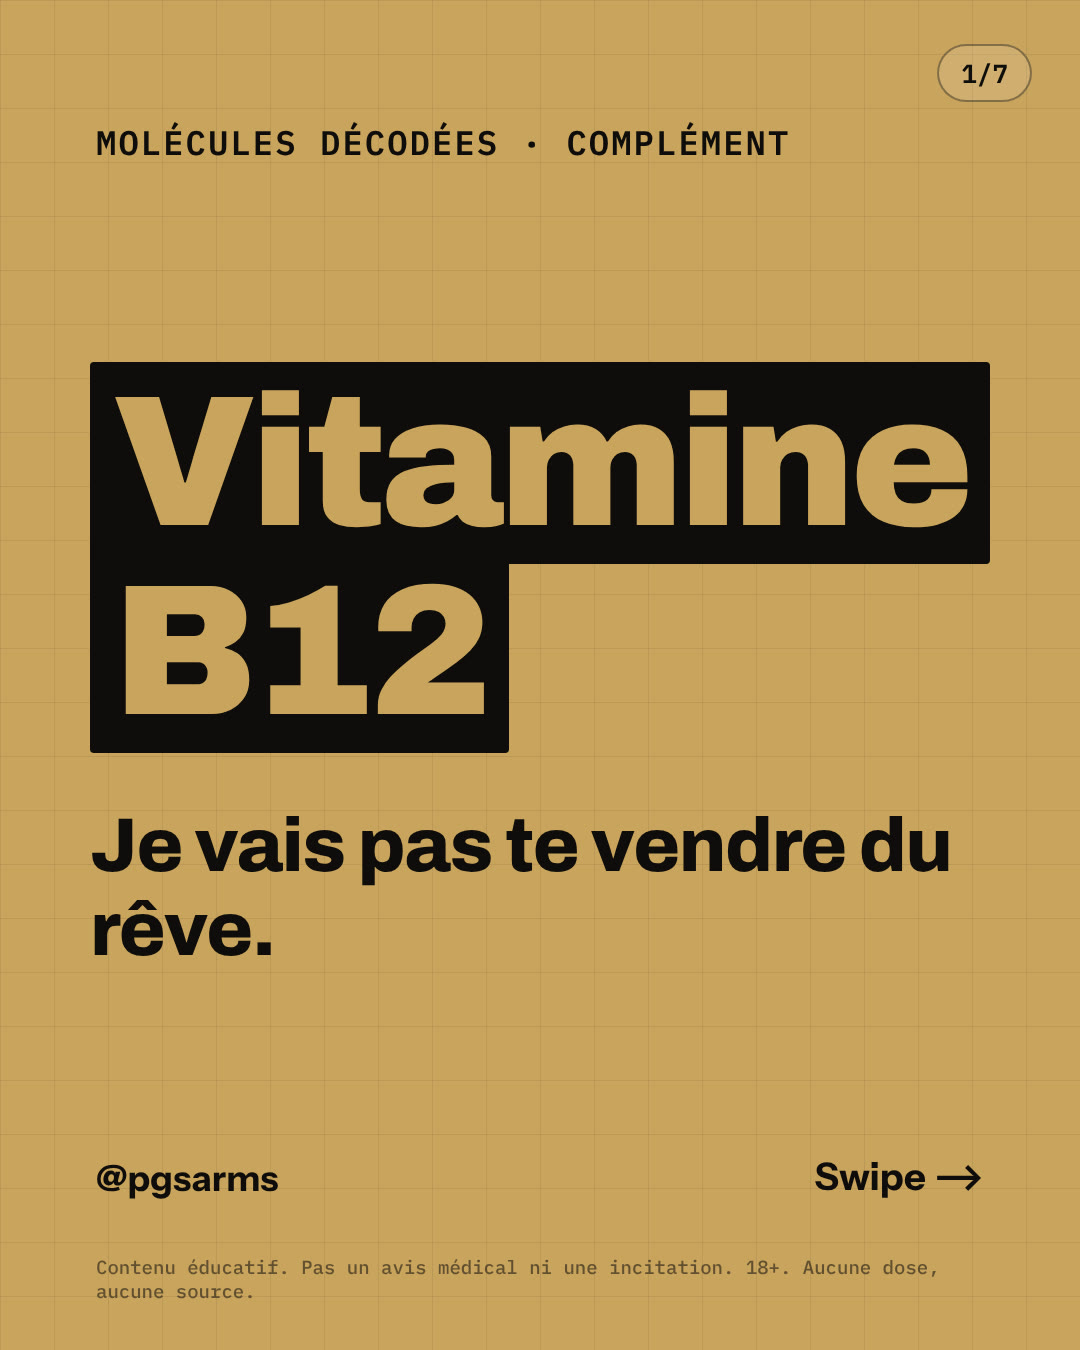 1/7
MOLÉCULES DÉCODÉES · COMPLÉMENT
Vitamine
B12
Je vais pas te vendre du
rêve.
@pgsarms
Swipe →
Contenu éducatif. Pas un avis médical ni une incitation. 18+. Aucune dose,
aucune source.